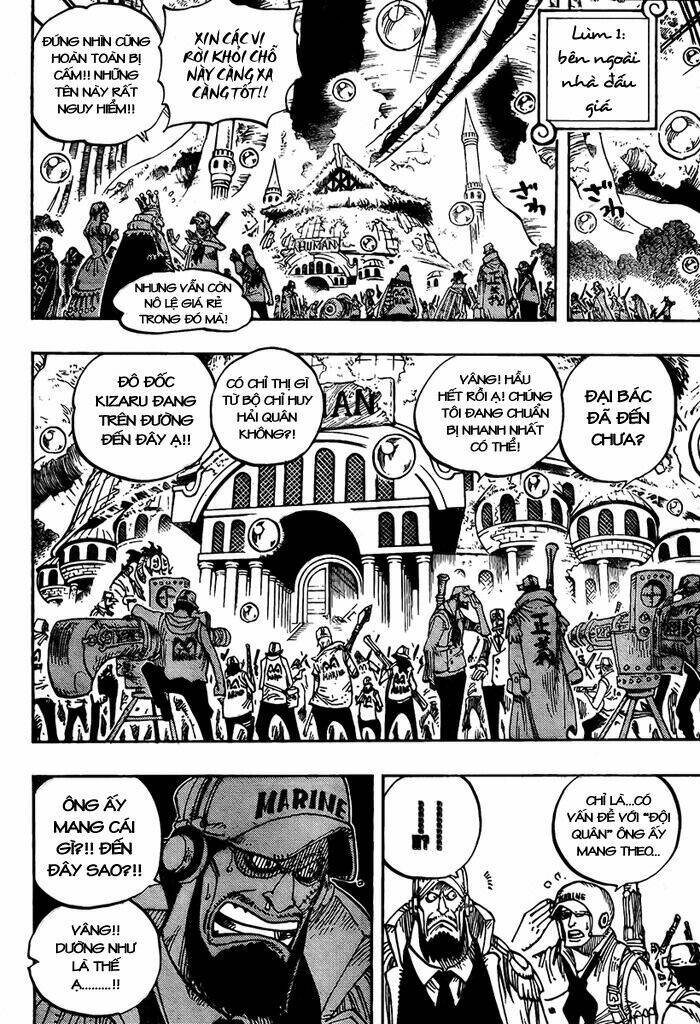 Lùm 1:
bên ngoài
nhà đấu
giá
XIN CÁC VỊ
RỜI KHỎI CHỖ
NÀY CÀNG XA
CÀNG TỐT!!
ĐỨNG NHÌN CŨNG
HOÀN TOÀN BỊ
CẤM!! NHỮNG
TÊN NÀY RẤT
NGUY HIỂM!!
HUMAN
NHƯNG VẪN CÒN
NÔ LỆ GIÁ RẺ
TRONG ĐÓ MÀ!
ĐẠI BÁC
ĐÃ ĐẾN
CHƯA?
VÂNG! HẦU
HẾT RỒI Ạ! CHÚNG
TÔI ĐANG CHUẨN
BỊ NHANH NHẤT
CÓ THỂ!
CÓ CHỈ THỊ GÌ
TỪ BỘ CHỈ HUY
HẢI QUÂN
KHÔNG?!
ĐÔ ĐỐC
KIZARU ĐANG
TRÊN ĐƯỜNG
ĐẾN ĐÂY Ạ!!
MAN
正義
CHỈ LÀ...CÓ
VẤN ĐỀ VỚI “ĐỘI
QUÂN” ÔNG ẤY
MANG THEO...
MARINE
ÔNG ẤY
MANG CÁI
GÌ?!! ĐẾN
ĐÂY SAO?!!
MARINE
VÂNG!!
DƯỜNG NHƯ
LÀ THẾ
Ạ..........!!